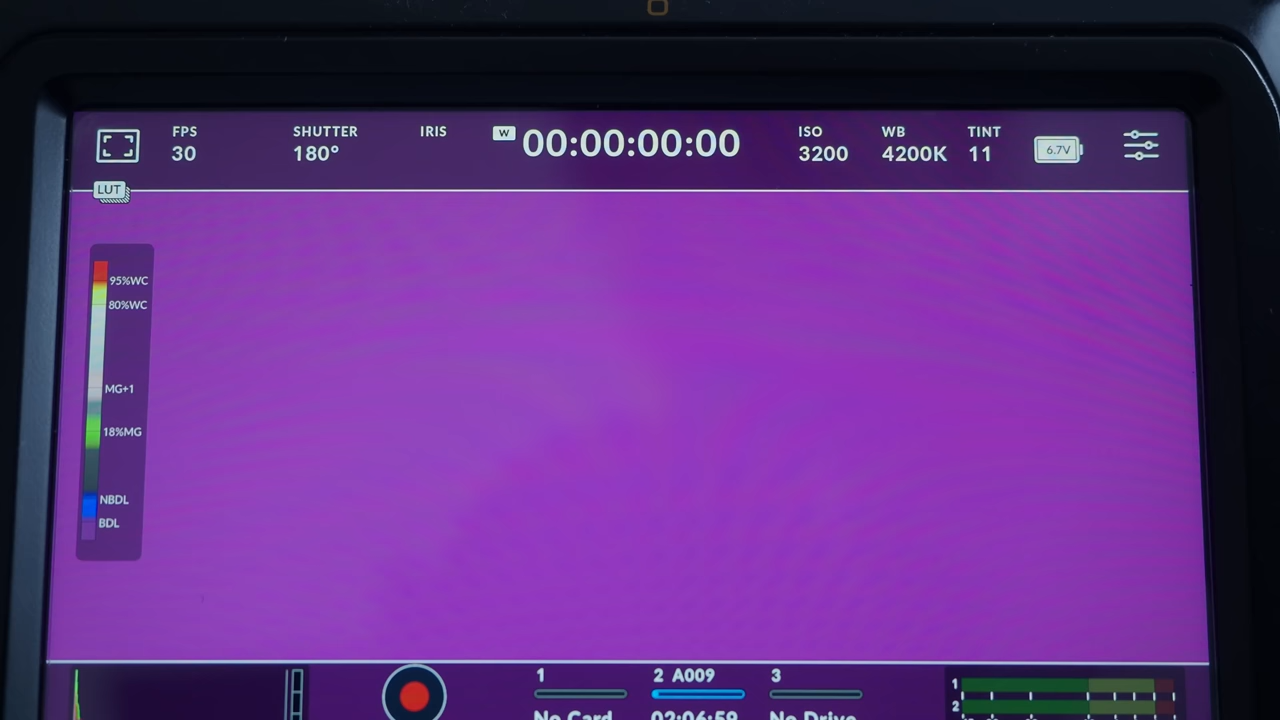 FPS
30
SHUTTER
180°
IRIS
W
00:00:00:00
ISO
3200
WB
4200K
TINT
11
6.7V
LUT
95%WC
80%WC
MG+1
18%MG
NBDL
BDL
1
No Card
2 A009
02:06:59
3
No Drive
1
2